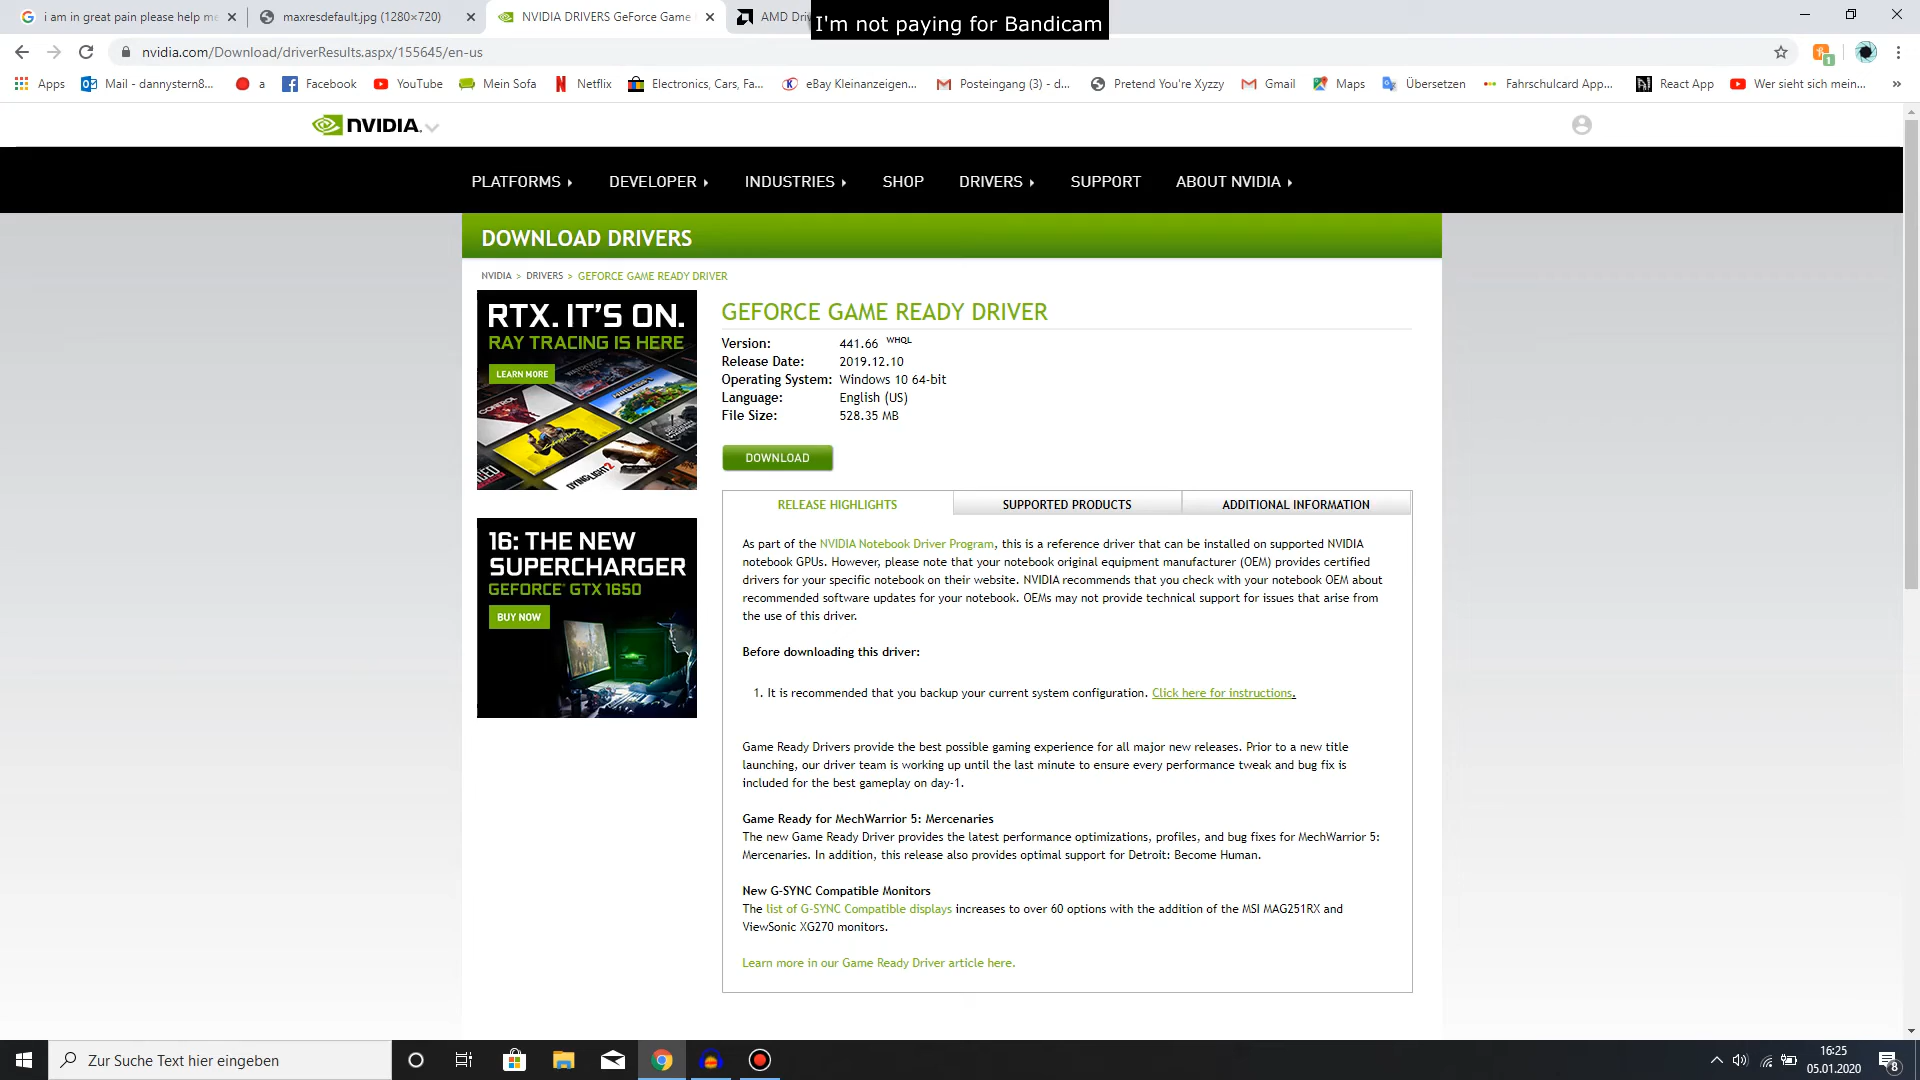 i am in great pain please help me
maxresdefault.jpg (1280×720)
NVIDIA DRIVERS GeForce Game
AMD Dri
I'm not paying for Bandicam
nvidia.com/Download/driverResults.aspx/155645/en-us
1
Apps
Mail - dannystern8...
a
Facebook
YouTube
Mein Sofa
Netflix
Electronics, Cars, Fa...
eBay Kleinanzeigen...
Posteingang (3) - d...
Pretend You're Xyzzy
Gmail
Maps
Übersetzen
Fahrschulcard App...
React App
Wer sieht sich mein...
»
NVIDIA.
PLATFORMS
DEVELOPER
INDUSTRIES
SHOP
DRIVERS
SUPPORT
ABOUT NVIDIA
DOWNLOAD DRIVERS
NVIDIA > DRIVERS > GEFORCE GAME READY DRIVER
RTX. IT'S ON.
RAY TRACING IS HERE
LEARN MORE
CONTROL
MINECRAFT
DYING LIGHT 2
16: THE NEW
SUPERCHARGER
GEFORCE® GTX 1650
BUY NOW
GEFORCE GAME READY DRIVER
Version: 441.66 WHQL
Release Date: 2019.12.10
Operating System: Windows 10 64-bit
Language: English (US)
File Size: 528.35 MB
DOWNLOAD
RELEASE HIGHLIGHTS
SUPPORTED PRODUCTS
ADDITIONAL INFORMATION
As part of the NVIDIA Notebook Driver Program, this is a reference driver that can be installed on supported NVIDIA
notebook GPUs. However, please note that your notebook original equipment manufacturer (OEM) provides certified
drivers for your specific notebook on their website. NVIDIA recommends that you check with your notebook OEM about
recommended software updates for your notebook. OEMs may not provide technical support for issues that arise from
the use of this driver.
Before downloading this driver:
1. It is recommended that you backup your current system configuration. Click here for instructions.
Game Ready Drivers provide the best possible gaming experience for all major new releases. Prior to a new title
launching, our driver team is working up until the last minute to ensure every performance tweak and bug fix is
included for the best gameplay on day-1.
Game Ready for MechWarrior 5: Mercenaries
The new Game Ready Driver provides the latest performance optimizations, profiles, and bug fixes for MechWarrior 5:
Mercenaries. In addition, this release also provides optimal support for Detroit: Become Human.
New G-SYNC Compatible Monitors
The list of G-SYNC Compatible displays increases to over 60 options with the addition of the MSI MAG251RX and
ViewSonic XG270 monitors.
Learn more in our Game Ready Driver article here.
Zur Suche Text hier eingeben
16:25
05.01.2020
8